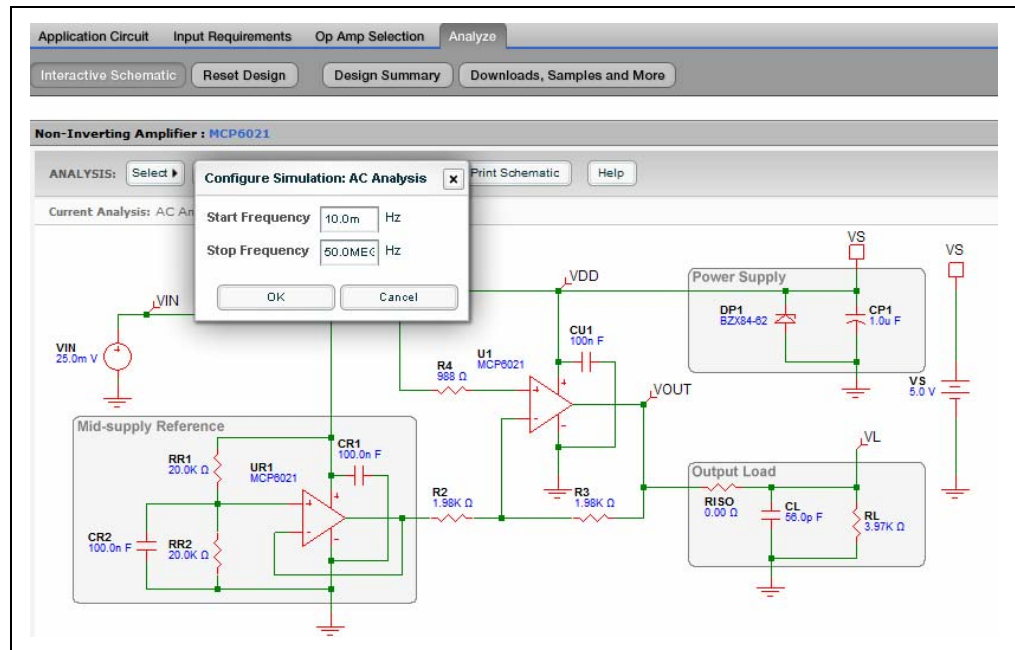 Application Circuit Input Requirements Op Amp Selection Analyze
Interactive Schematic Reset Design Design Summary Downloads, Samples and More
Non-Inverting Amplifier : MCP6021
ANALYSIS: Select Print Schematic Help
Configure Simulation: AC Analysis x
Current Analysis: AC An
Start Frequency 10.0m Hz
Stop Frequency 50.0MEG Hz
OK Cancel
VS
VS
VDD
Power Supply
VIN
DP1
BZX84-62
CP1
1.0u F
VIN
25.0m V
CU1
100n F
R4
988 Ω
U1
MCP6021
VS
5.0 V
VOUT
Mid-supply Reference
VL
RR1
20.0K Ω
UR1
MCP6021
CR1
100.0n F
Output Load
R2
1.98K Ω
R3
1.98K Ω
RISO
0.00 Ω
CL
56.0p F
RL
3.97K Ω
CR2
100.0n F
RR2
20.0K Ω